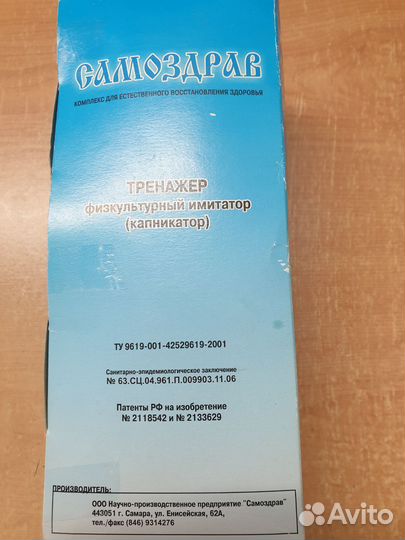 САМОЗДРАВ
КОМПЛЕКС ДЛЯ ЕСТЕСТВЕННОГО ВОССТАНОВЛЕНИЯ ЗДОРОВЬЯ
ТРЕНАЖЕР
физкультурный имитатор
(капникатор)
ТУ 9619-001-42529619-2001
Санитарно-эпидемиологическое заключение
№ 63.СЦ.04.961.П.009903.11.06
Патенты РФ на изобретение
№ 2118542 и № 2133629
ПРОИЗВОДИТЕЛЬ:
ООО Научно-производственное предприятие "Самоздрав"
443051 г. Самара, ул. Енисейская, 62А,
тел./факс (846) 9314276
Avito